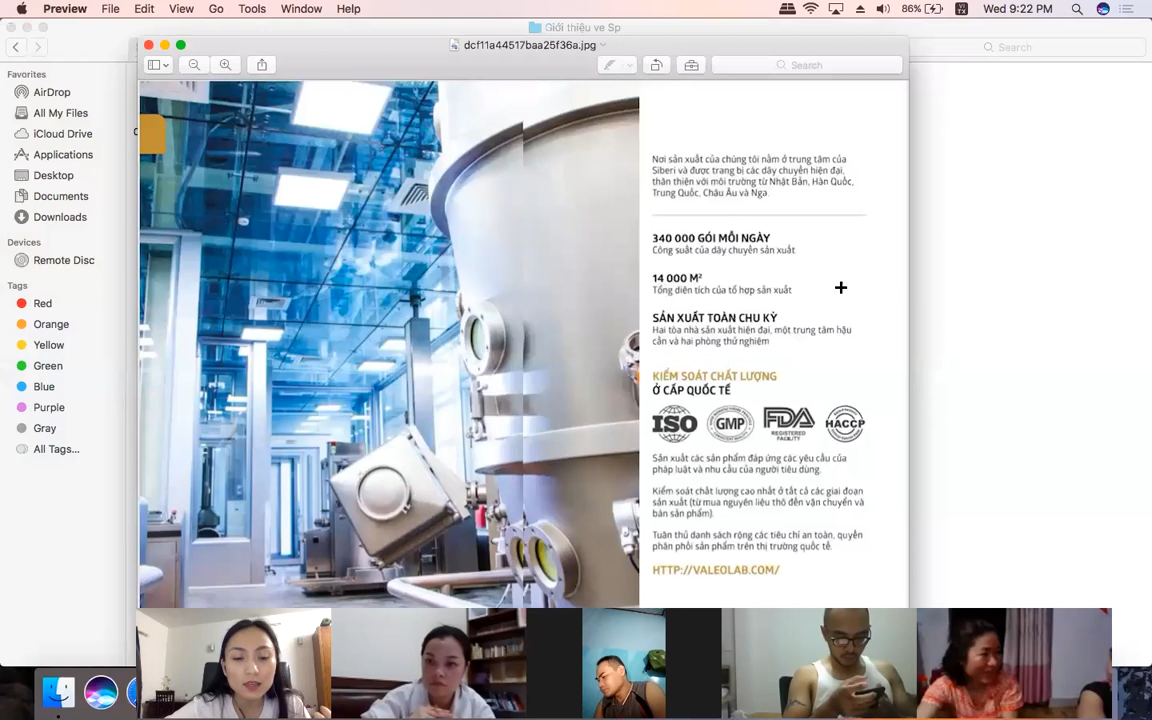 Preview File Edit View Go Tools Window Help 86% VI TX Wed 9:22 PM
Giới thiệu ve Sp
dcf11a44517baa25f36a.jpg
Search
Search
Favorites
AirDrop
All My Files
iCloud Drive
Applications
Desktop
Documents
Downloads
Devices
Remote Disc
Tags
Red
Orange
Yellow
Green
Blue
Purple
Gray
All Tags...
Nơi sản xuất của chúng tôi nằm ở trung tâm của
Siberi và được trang bị các dây chuyền hiện đại,
thân thiện với môi trường từ Nhật Bản, Hàn Quốc,
Trung Quốc, Châu Âu và Nga.
340 000 GÓI MỖI NGÀY
Công suất của dây chuyền sản xuất
14 000 M²
Tổng diện tích của tổ hợp sản xuất
SẢN XUẤT TOÀN CHU KỲ
Hai tòa nhà sản xuất hiện đại, một trung tâm hậu
cần và hai phòng thử nghiệm
KIỂM SOÁT CHẤT LƯỢNG
Ở CẤP QUỐC TẾ
ISO GMP FDA HACCP
REGISTERED
FACILITY
Sản xuất các sản phẩm đáp ứng các yêu cầu của
pháp luật và nhu cầu của người tiêu dùng.
Kiểm soát chất lượng cao nhất ở tất cả các giai đoạn
sản xuất (từ mua nguyên liệu thô đến vận chuyển và
bán sản phẩm).
Tuân thủ danh sách rộng các tiêu chí an toàn, quyền
phân phối sản phẩm trên thị trường quốc tế.
HTTP://VALEOLAB.COM/